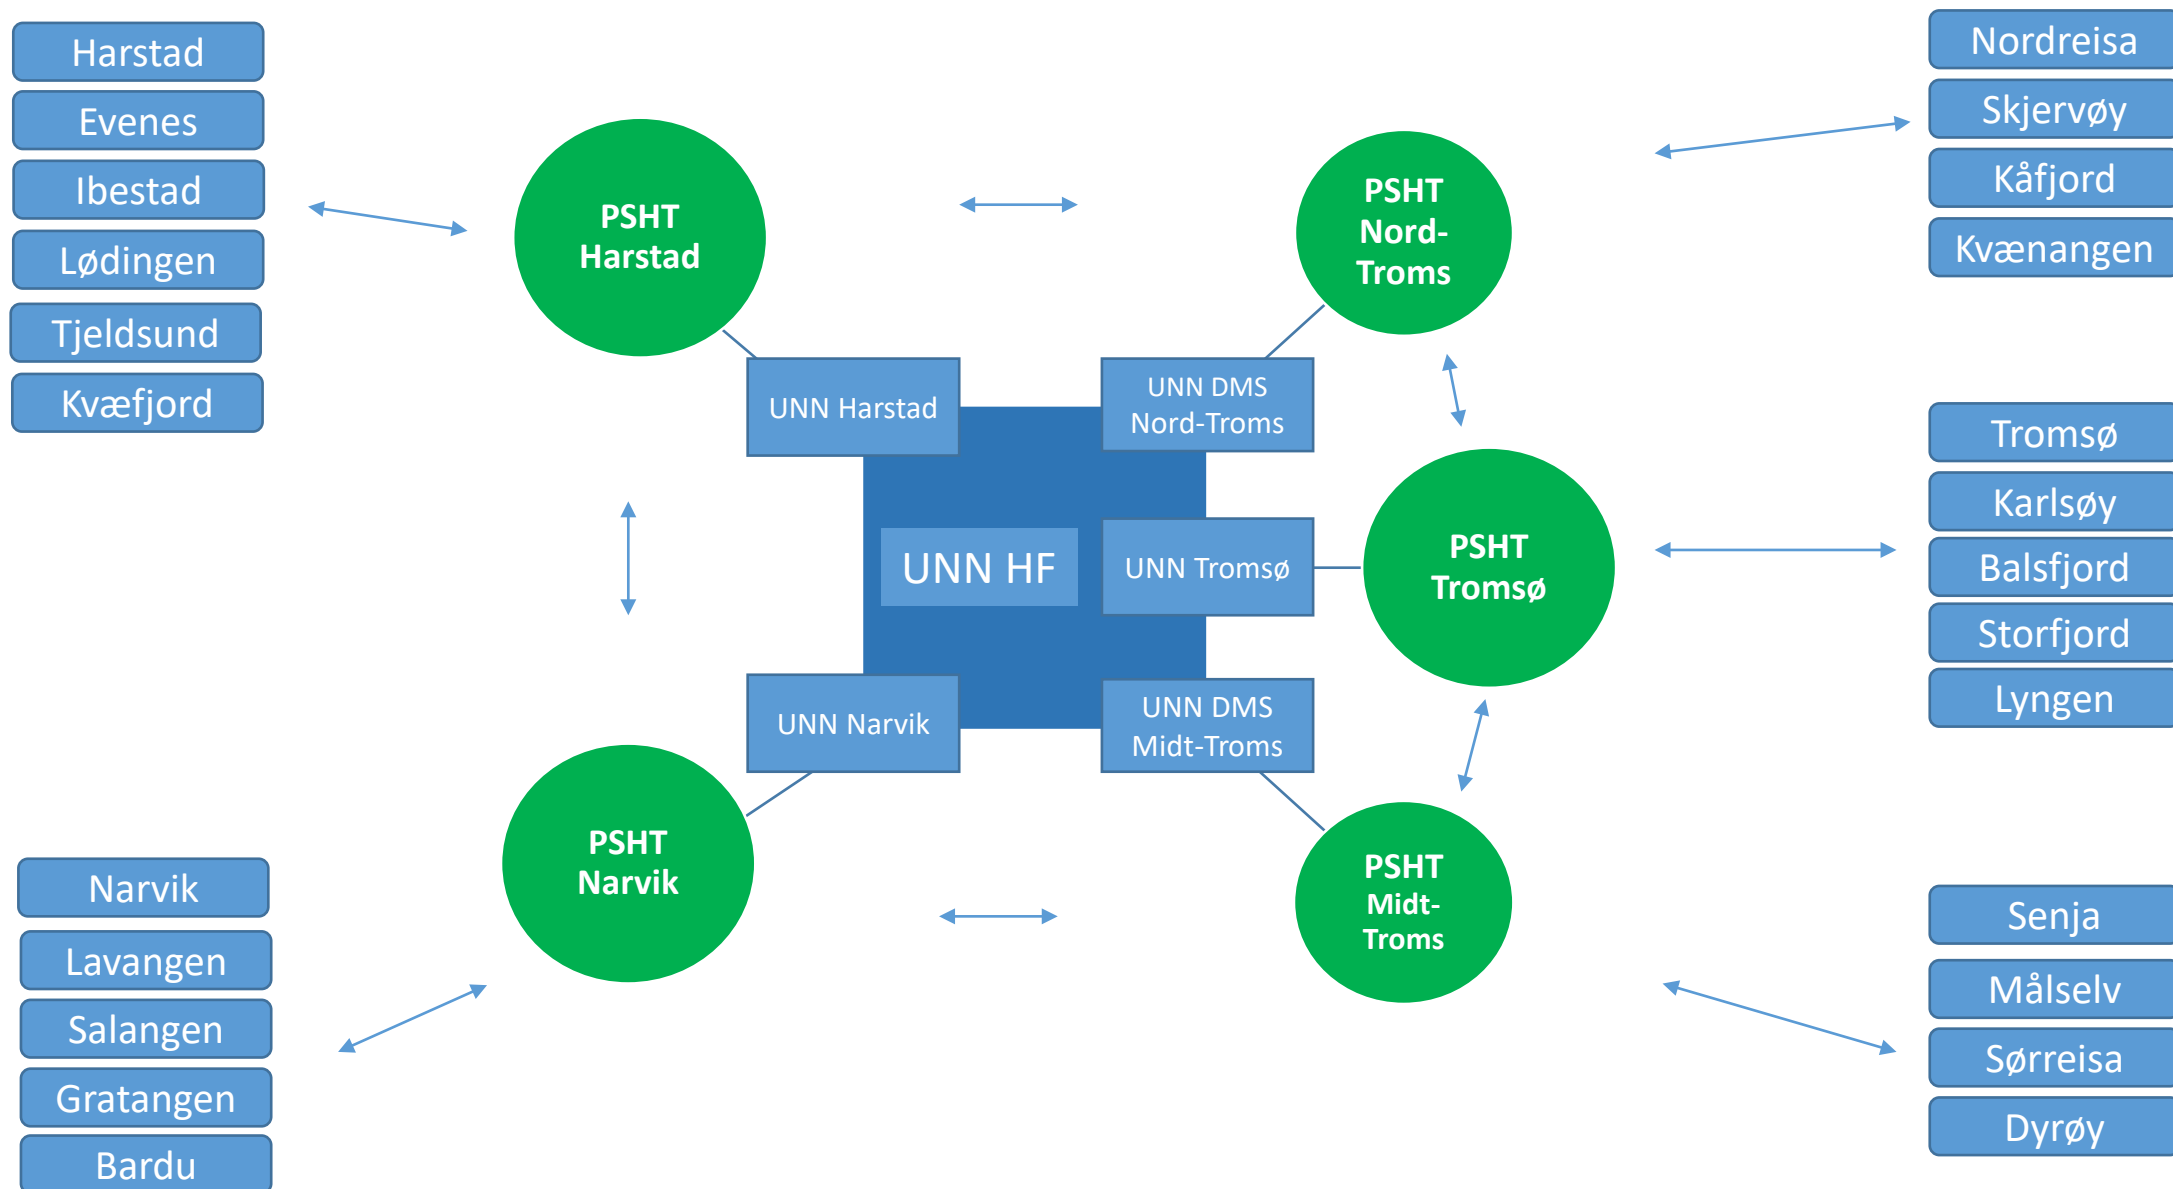 Harstad
Evenes
Ibestad
Lødingen
Tjeldsund
Kvæfjord
PSHT
Harstad
PSHT
Nord-
Troms
Nordreisa
Skjervøy
Kåfjord
Kvænangen
UNN Harstad
UNN DMS
Nord-Troms
UNN HF
UNN Tromsø
PSHT
Tromsø
Tromsø
Karlsøy
Balsfjord
Storfjord
Lyngen
UNN Narvik
UNN DMS
Midt-Troms
PSHT
Narvik
PSHT
Midt-
Troms
Narvik
Lavangen
Salangen
Gratangen
Bardu
Senja
Målselv
Sørreisa
Dyrøy